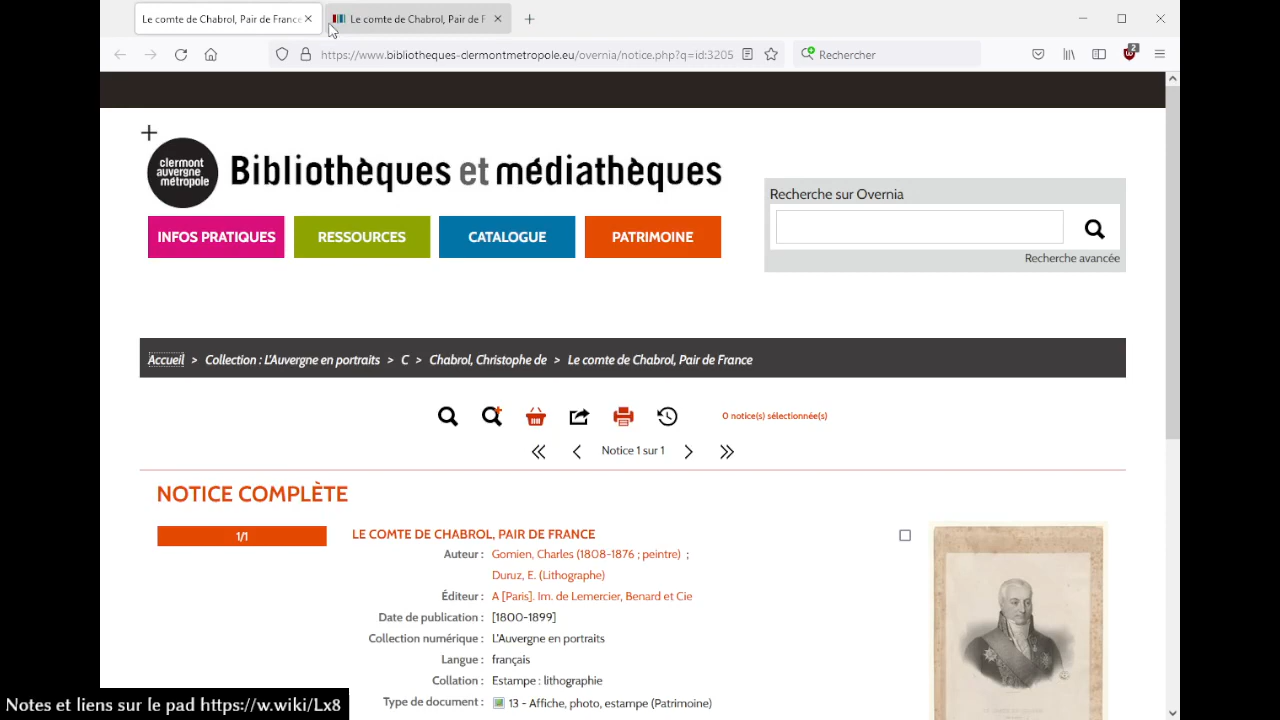 Le comte de Chabrol, Pair de France
Le comte de Chabrol, Pair de F
https://www.bibliotheques-clermontmetropole.eu/overnia/notice.php?q=id:3205
Rechercher
2
clermont
auvergne
métropole
Bibliothèques et médiathèques
INFOS PRATIQUES
RESSOURCES
CATALOGUE
PATRIMOINE
Recherche sur Overnia
Recherche avancée
Accueil > Collection : L'Auvergne en portraits > C > Chabrol, Christophe de > Le comte de Chabrol, Pair de France
0 notice(s) sélectionnée(s)
Notice 1 sur 1
NOTICE COMPLÈTE
1/1
LE COMTE DE CHABROL, PAIR DE FRANCE
Auteur : Gomien, Charles (1808-1876 ; peintre) ;
Duruz, E. (Lithographe)
Éditeur : A [Paris]. Im. de Lemercier, Benard et Cie
Date de publication : [1800-1899]
Collection numérique : L'Auvergne en portraits
Langue : français
Collation : Estampe : lithographie
Type de document : 13 - Affiche, photo, estampe (Patrimoine)
Notes et liens sur le pad https://w.wiki/Lx8